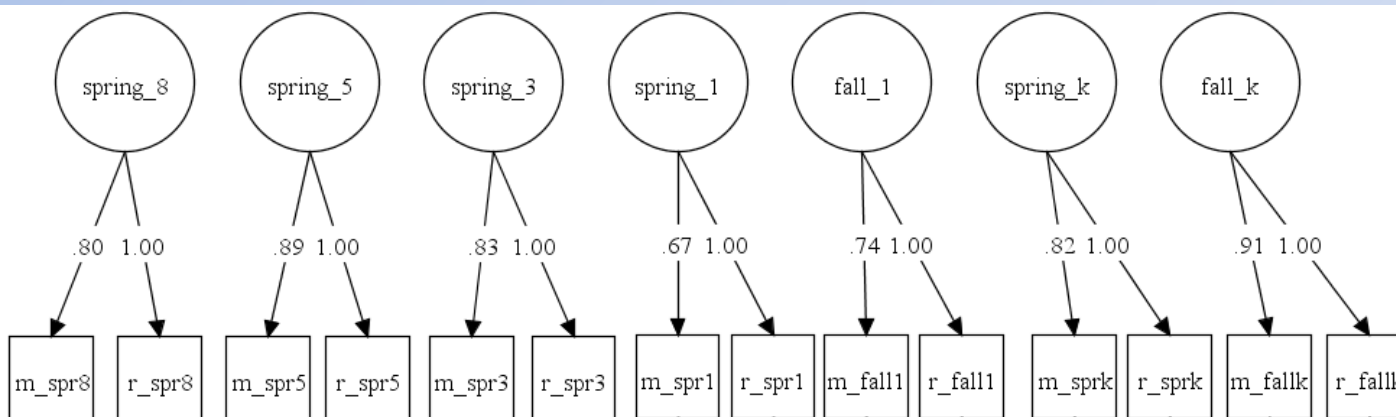 spring_8 spring_5 spring_3 spring_1 fall_1 spring_k fall_k
.80 1.00 .89 1.00 .83 1.00 .67 1.00 .74 1.00 .82 1.00 .91 1.00
m_spr8 r_spr8 m_spr5 r_spr5 m_spr3 r_spr3 m_spr1 r_spr1 m_fall1 r_fall1 m_sprk r_sprk m_fallk r_fallk